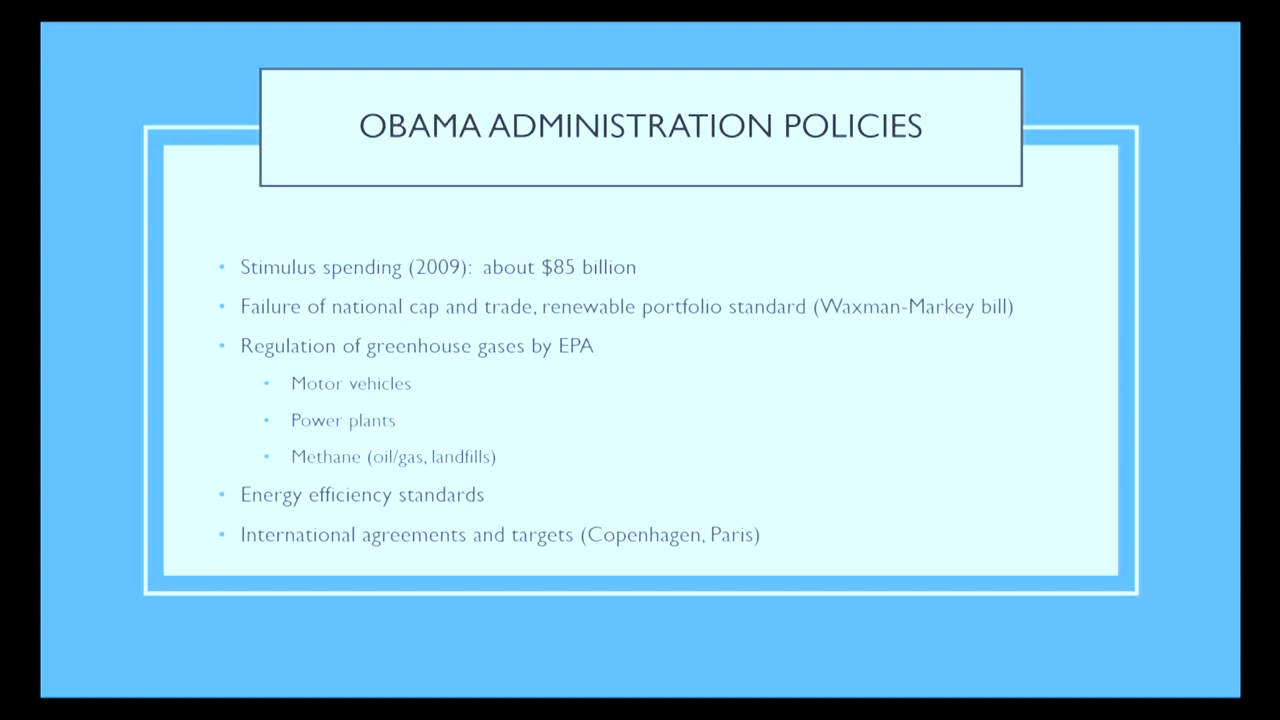 OBAMA ADMINISTRATION POLICIES
• Stimulus spending (2009):  about $85 billion
• Failure of national cap and trade, renewable portfolio standard (Waxman-Markey bill)
• Regulation of greenhouse gases by EPA
• Motor vehicles
• Power plants
• Methane (oil/gas, landfills)
• Energy efficiency standards
• International agreements and targets (Copenhagen, Paris)